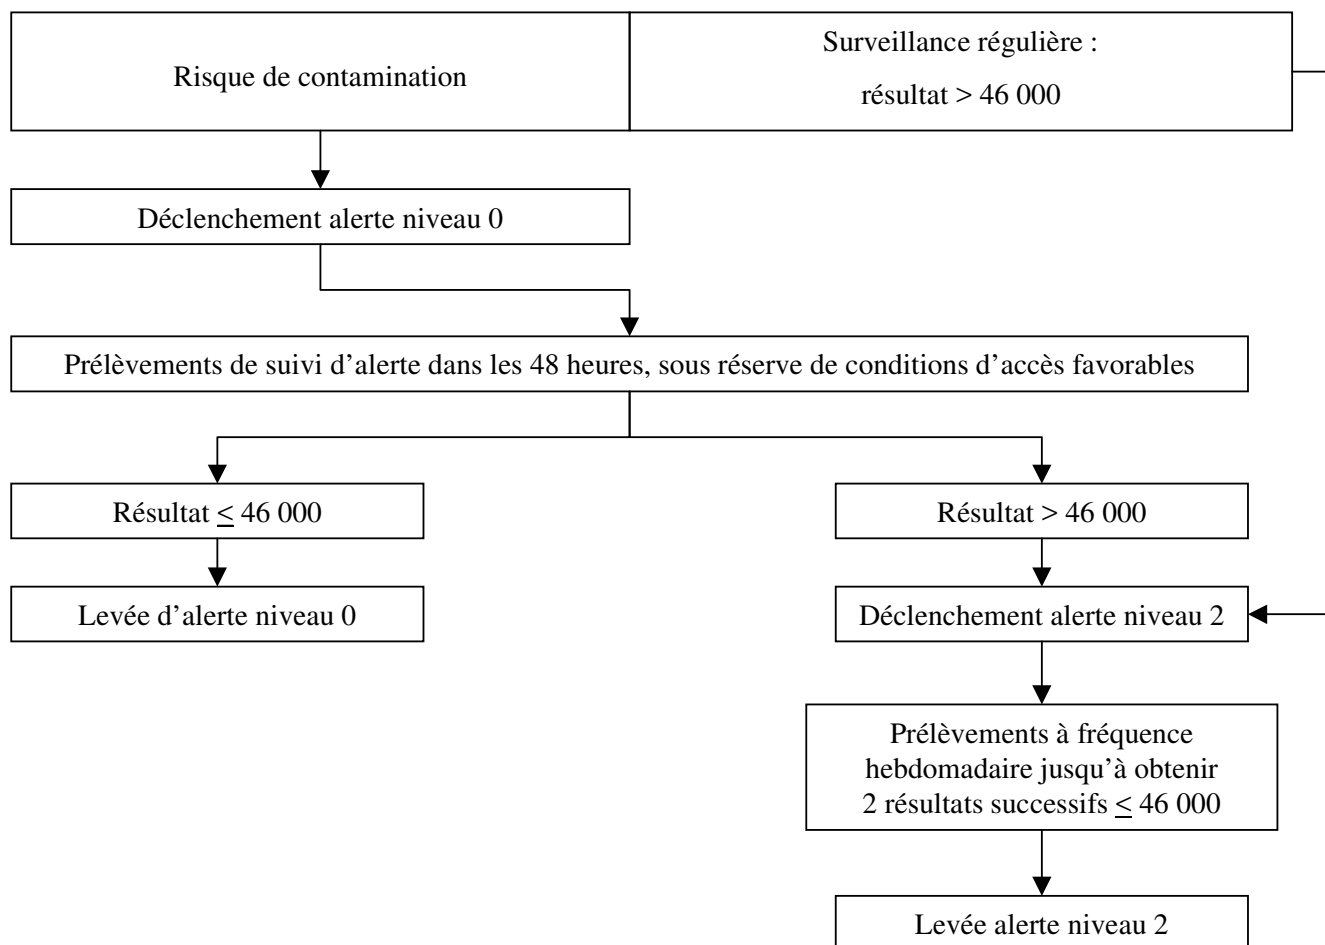 Risque de contamination
Surveillance régulière :
résultat > 46 000
Déclenchement alerte niveau 0
Prélèvements de suivi d’alerte dans les 48 heures, sous réserve de conditions d’accès favorables
Résultat ≤ 46 000
Résultat > 46 000
Levée d’alerte niveau 0
Déclenchement alerte niveau 2
Prélèvements à fréquence
hebdomadaire jusqu’à obtenir
2 résultats successifs ≤ 46 000
Levée alerte niveau 2